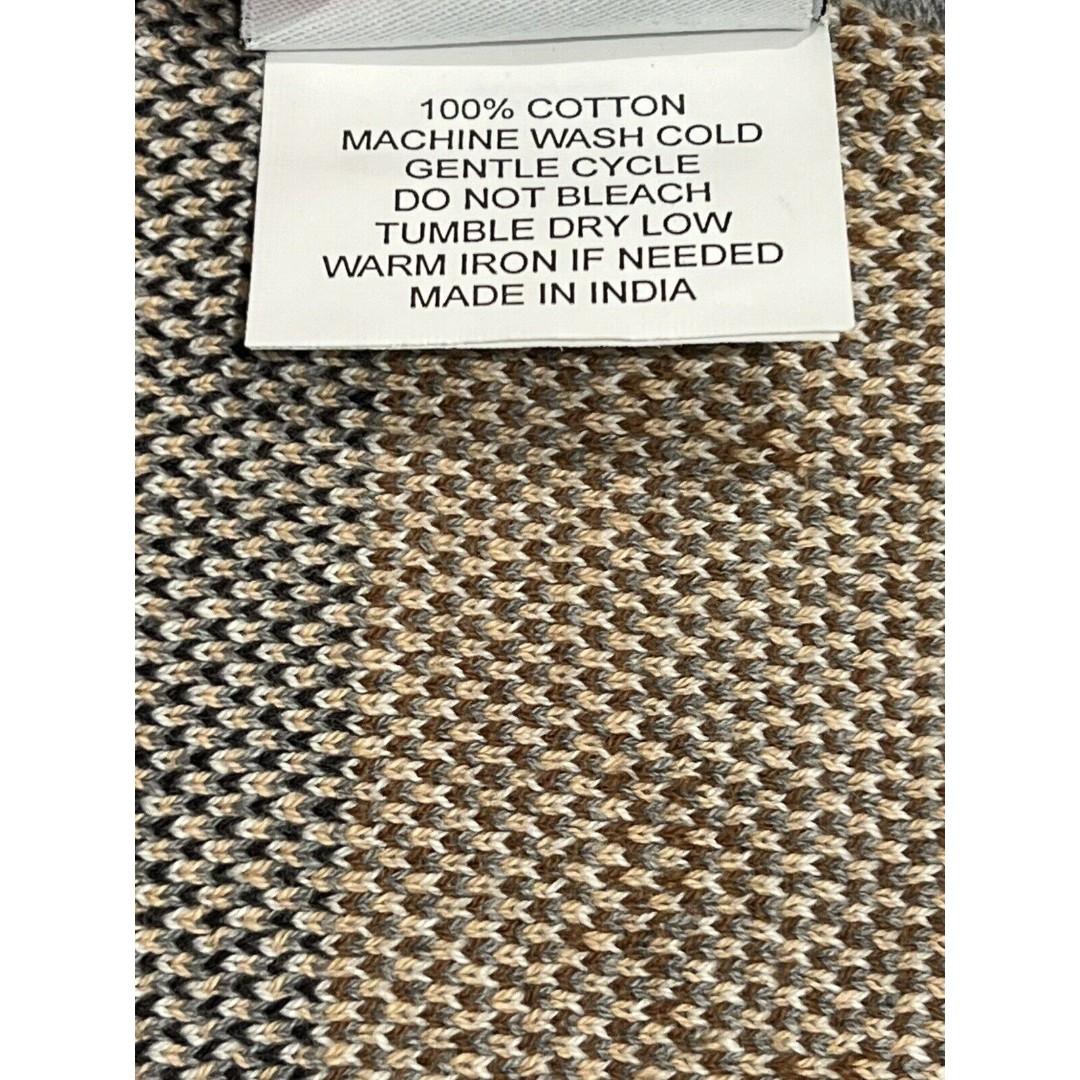 100% COTTON
MACHINE WASH COLD
GENTLE CYCLE
DO NOT BLEACH
TUMBLE DRY LOW
WARM IRON IF NEEDED
MADE IN INDIA